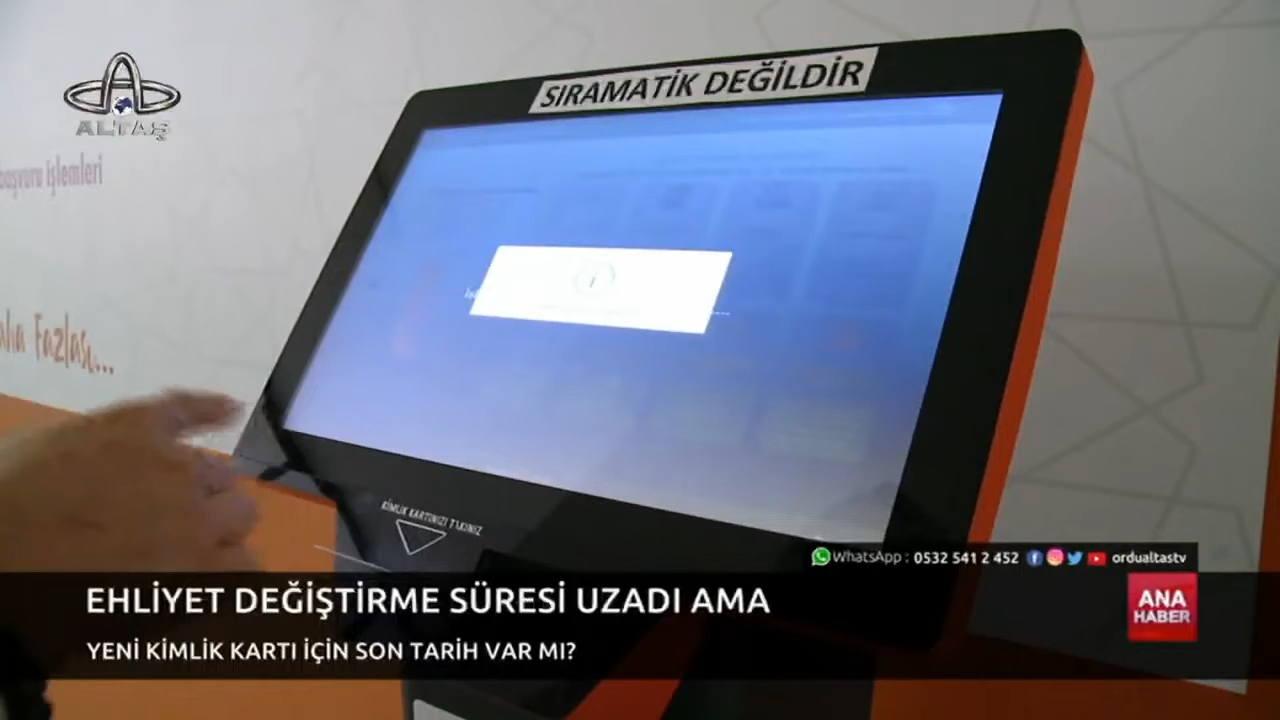 SIRAMATİK DEĞİLDİR
ALTAŞ
başvuru İşlemleri
aha Fazlası...
KİMLİK KARTINIZI TAKINIZ
WhatsApp : 0532 541 2 452 ordualtastv
EHLİYET DEĞİŞTİRME SÜRESİ UZADI AMA
ANA HABER
YENİ KİMLİK KARTI İÇİN SON TARİH VAR MI?